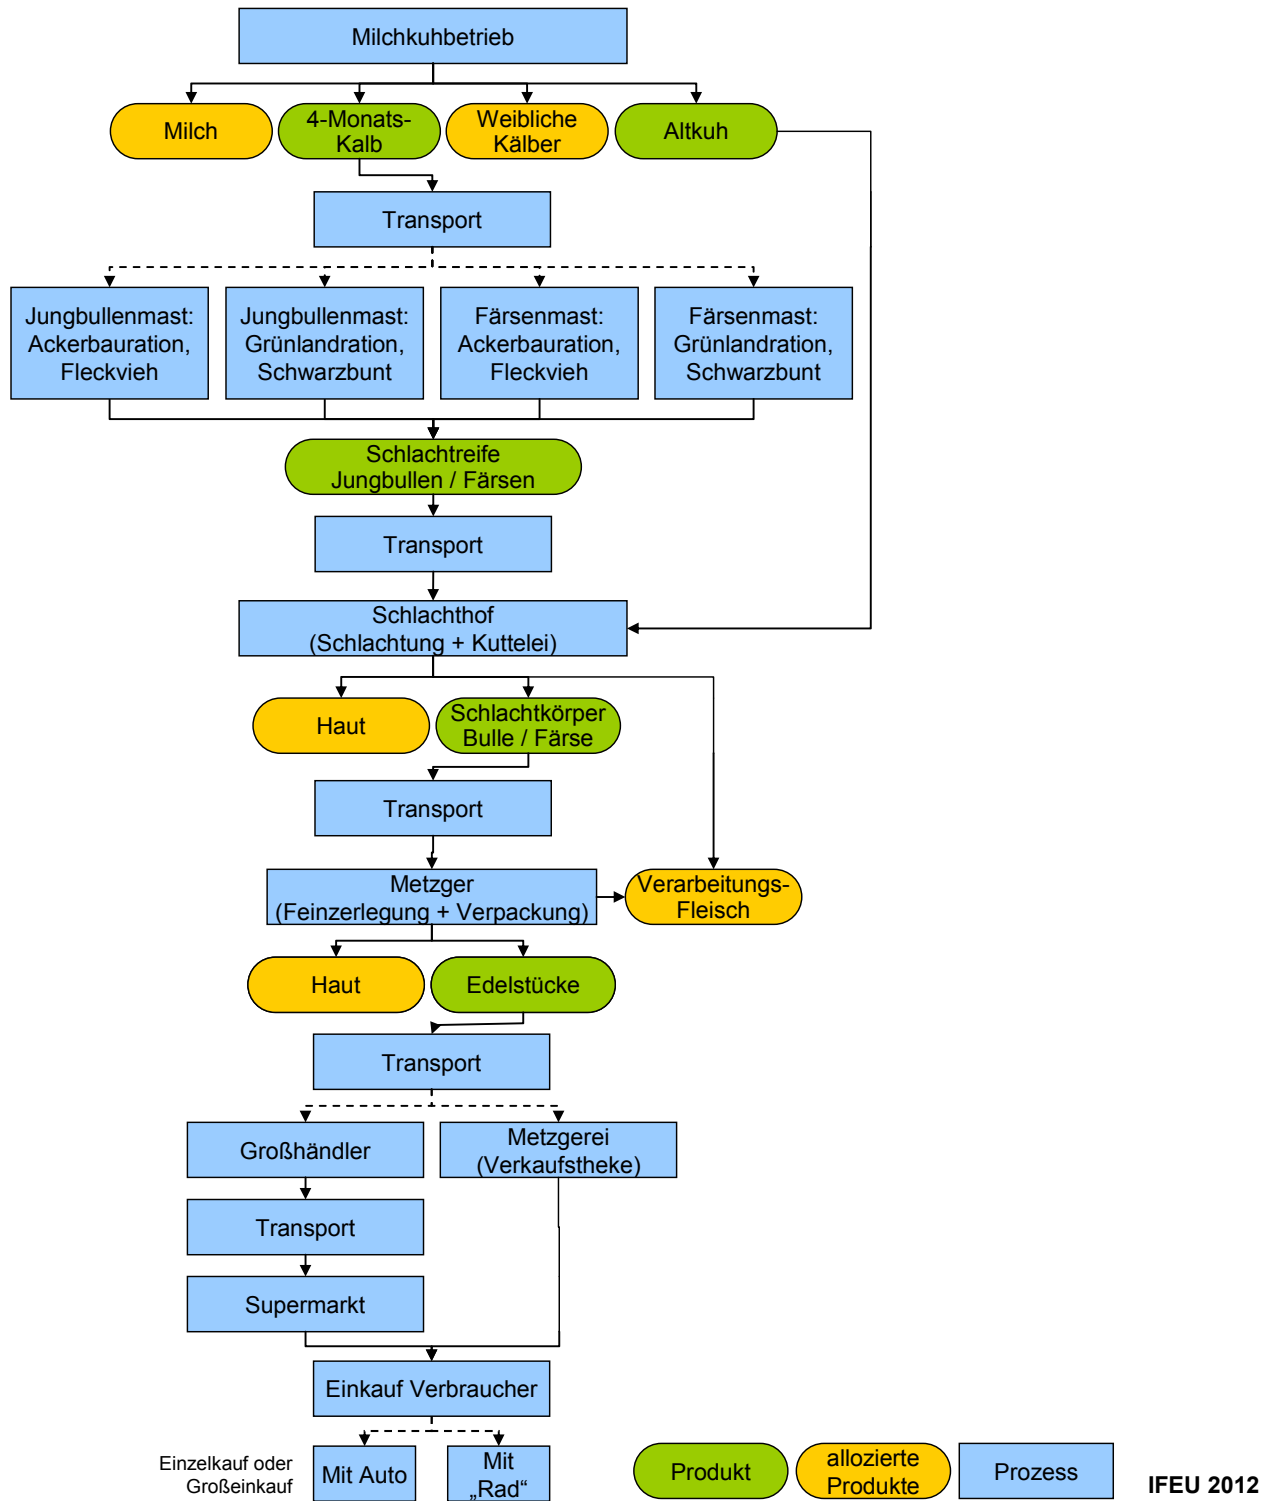 Milchkuhbetrieb
Milch
4-Monats-
Kalb
Weibliche
Kälber
Altkuh
Transport
Jungbullenmast:
Ackerbauration,
Fleckvieh
Jungbullenmast:
Grünlandration,
Schwarzbunt
Färsenmast:
Ackerbauration,
Fleckvieh
Färsenmast:
Grünlandration,
Schwarzbunt
Schlachtreife
Jungbullen / Färsen
Transport
Schlachthof
(Schlachtung + Kuttelei)
Haut
Schlachtkörper
Bulle / Färse
Transport
Metzger
(Feinzerlegung + Verpackung)
Verarbeitungs-
Fleisch
Haut
Edelstücke
Transport
Großhändler
Metzgerei
(Verkaufstheke)
Transport
Supermarkt
Einkauf Verbraucher
Einzelkauf oder
Großeinkauf
Mit Auto
Mit
„Rad“
Produkt
allozierte
Produkte
Prozess
IFEU 2012